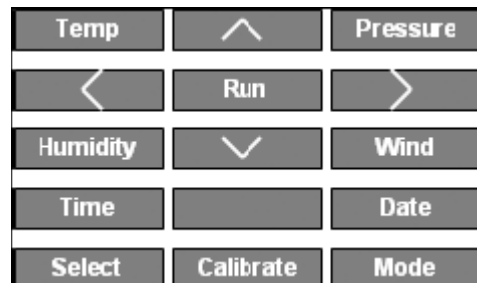 Temp Pressure
Run
Humidity Wind
Time Date
Select Calibrate Mode